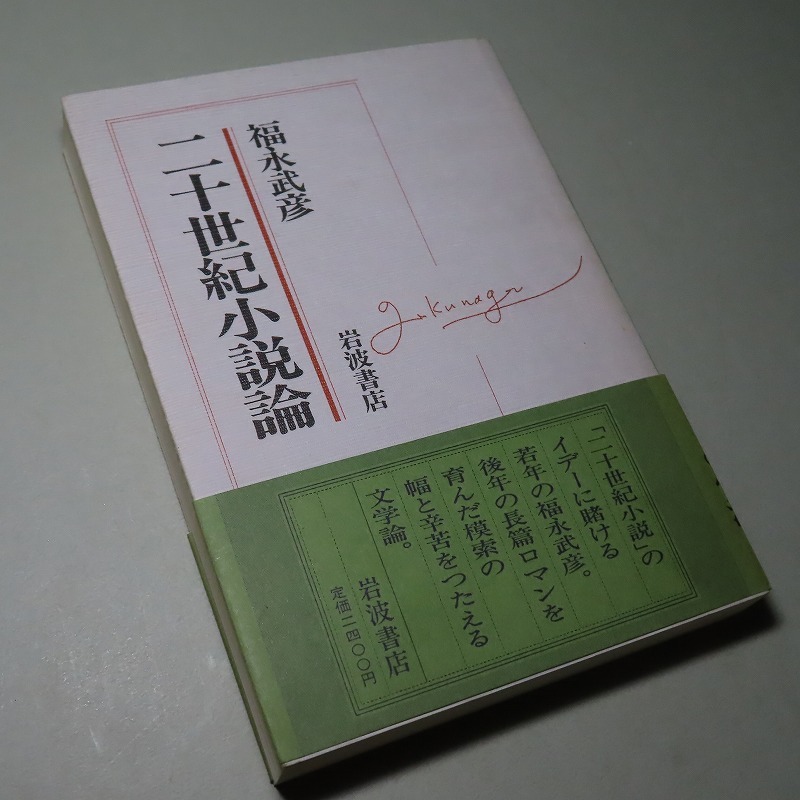 福永武彦
二十世紀小説論
岩波書店
「二十世紀小説」の
イデーに賭ける
若年の福永武彦。
後年の長篇ロマンを
育んだ模索の
幅と辛苦をつたえる
文学論。
岩波書店
定価二四〇〇円